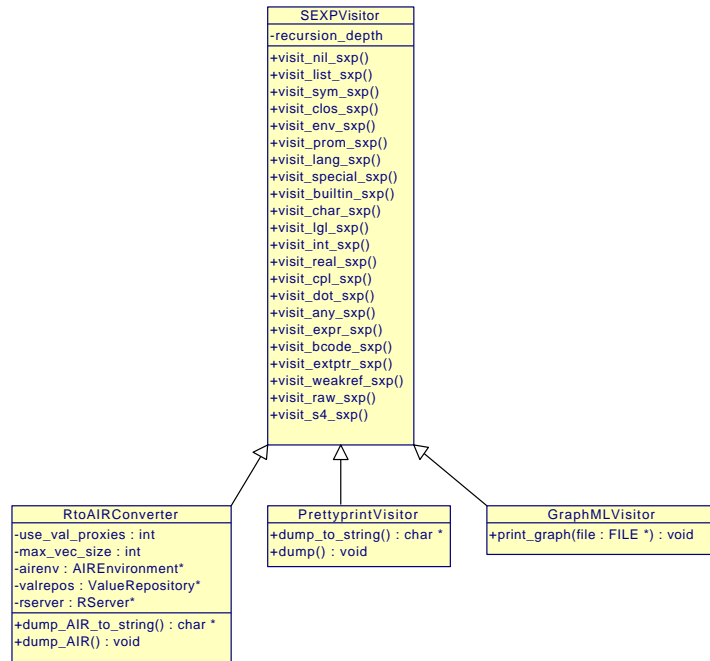 SEXPVisitor
-recursion_depth
+visit_nil_sxp()
+visit_list_sxp()
+visit_sym_sxp()
+visit_clos_sxp()
+visit_env_sxp()
+visit_prom_sxp()
+visit_lang_sxp()
+visit_special_sxp()
+visit_builtin_sxp()
+visit_char_sxp()
+visit_lgl_sxp()
+visit_int_sxp()
+visit_real_sxp()
+visit_cpl_sxp()
+visit_dot_sxp()
+visit_any_sxp()
+visit_expr_sxp()
+visit_bcode_sxp()
+visit_extptr_sxp()
+visit_weakref_sxp()
+visit_raw_sxp()
+visit_s4_sxp()
RtoAIRConverter
-use_val_proxies : int
-max_vec_size : int
-airenv : AIREnvironment*
-valrepos : ValueRepository*
-rserver : RServer*
+dump_AIR_to_string() : char *
+dump_AIR() : void
PrettyprintVisitor
+dump_to_string() : char *
+dump() : void
GraphMLVisitor
+print_graph(file : FILE *) : void